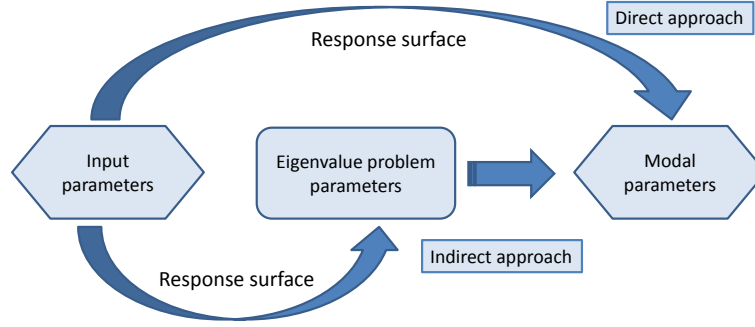 Direct approach
Response surface
Input
parameters
Eigenvalue problem
parameters
Modal
parameters
Indirect approach
Response surface